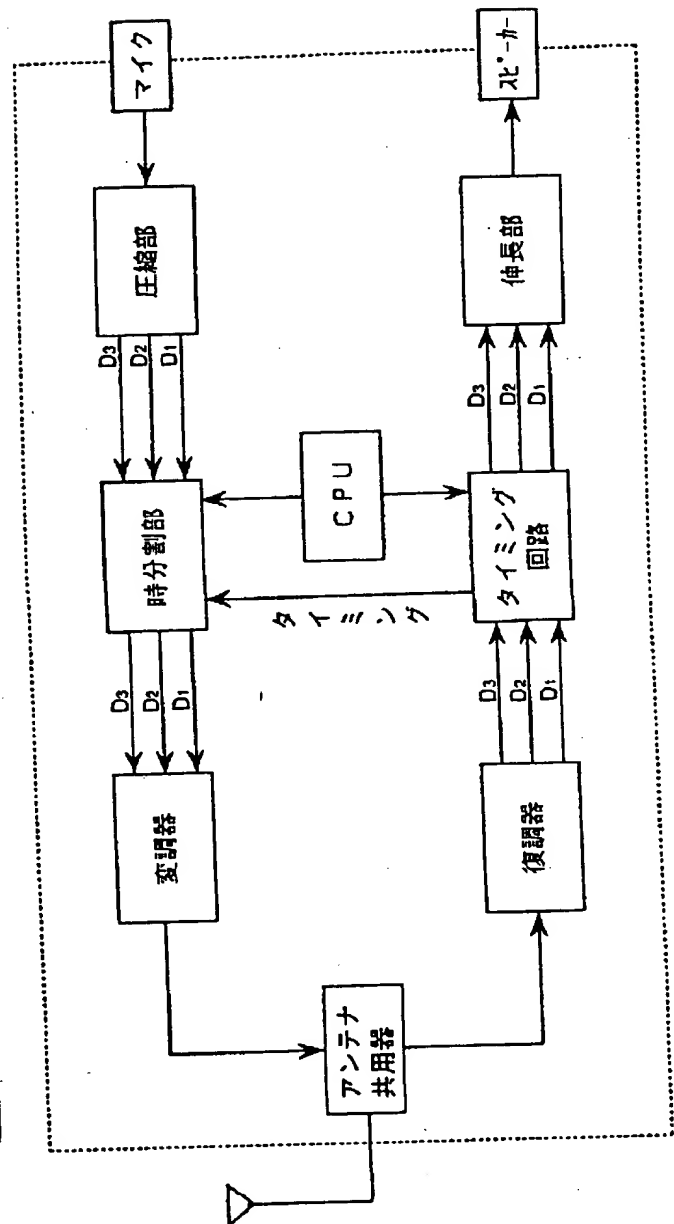 マイク
圧縮部
D3
D2
D1
時分割部
D3
D2
D1
変調器
アンテナ
共用器
CPU
タイミング
復調器
D3
D2
D1
タイミング
回路
D3
D2
D1
伸長部
スピーカー